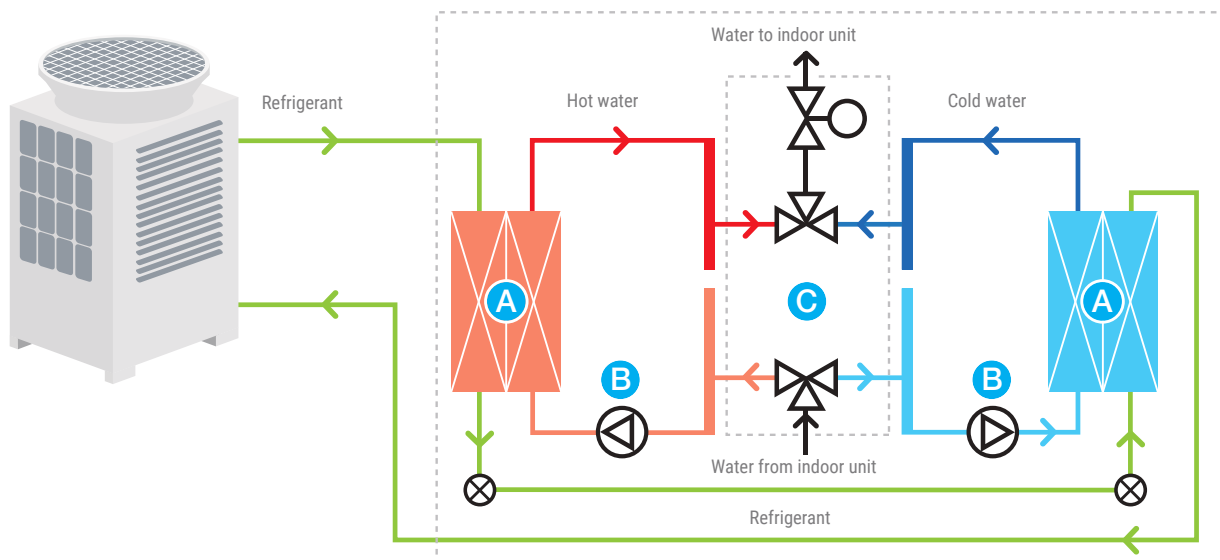 Water to indoor unit
Refrigerant
Hot water
Cold water
A
C
A
B
B
Water from indoor unit
Refrigerant